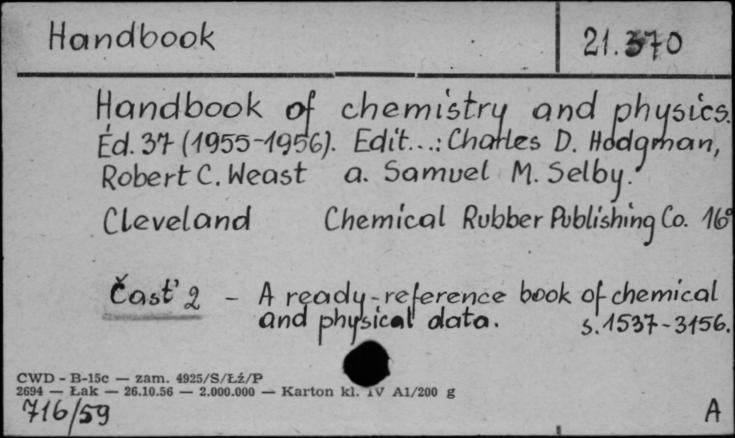 Handbook 21.370
Handbook of chemistry and physics.
Éd. 37 (1955-1956). Edit...: Charles D. Hodgman,
Robert C. Weast a. Samuel M. Selby.
Cleveland Chemical Rubber Publishing Co. 16°
Časť 2 - A ready-reference book of chemical
and physical data. s. 1537-3156.
CWD - B-15c — zam. 4925/S/Łź/P
2694 — Łak — 26.10.56 — 2.000.000 — Karton kl. IV A1/200 g
716/59 A